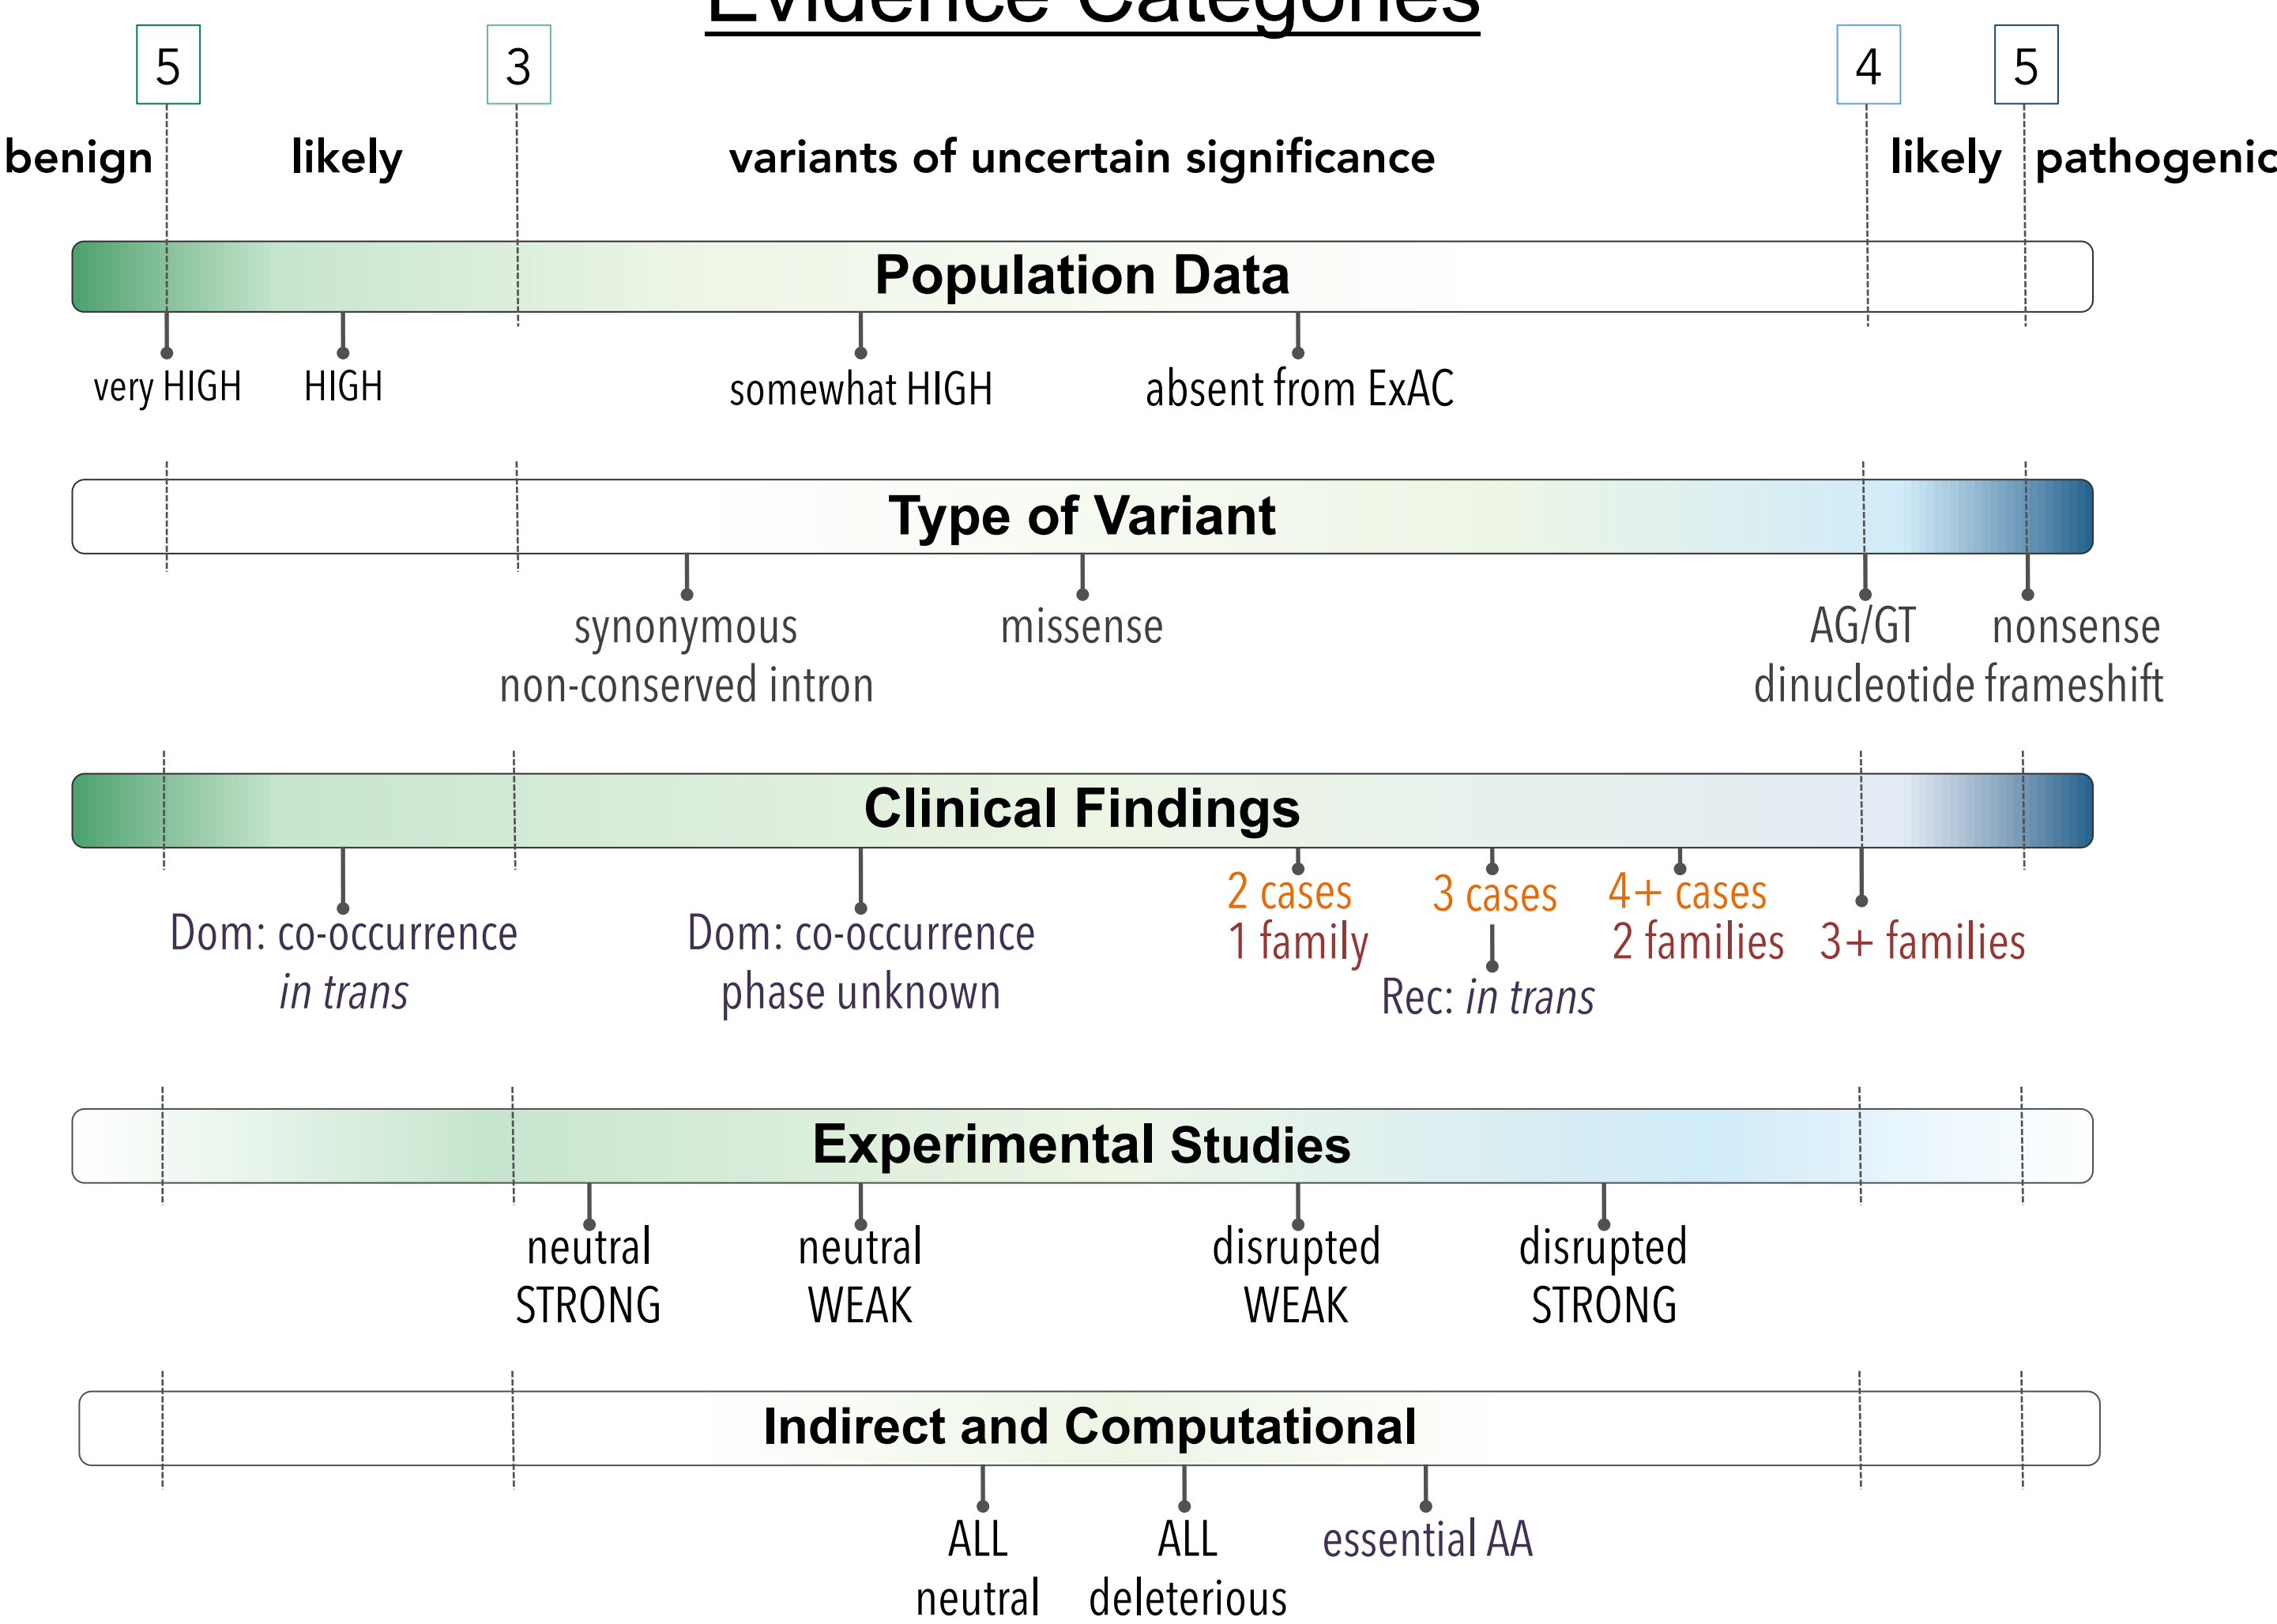 Evidence Categories
5 3 4 5
benign likely variants of uncertain significance likely pathogenic
Population Data
very HIGH HIGH somewhat HIGH absent from ExAC
Type of Variant
synonymous missense AG/GT nonsense
non-conserved intron dinucleotide frameshift
Clinical Findings
2 cases 3 cases 4+ cases
Dom: co-occurrence Dom: co-occurrence 1 family 2 families 3+ families
in trans phase unknown Rec: in trans
Experimental Studies
neutral neutral disrupted disrupted
STRONG WEAK WEAK STRONG
Indirect and Computational
ALL ALL essential AA
neutral deleterious